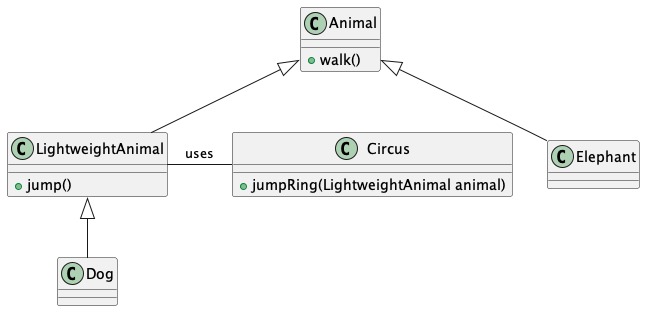 C Animal
+ walk()
C LightweightAnimal
+ jump()
uses
C Circus
+ jumpRing(LightweightAnimal animal)
C Elephant
C Dog